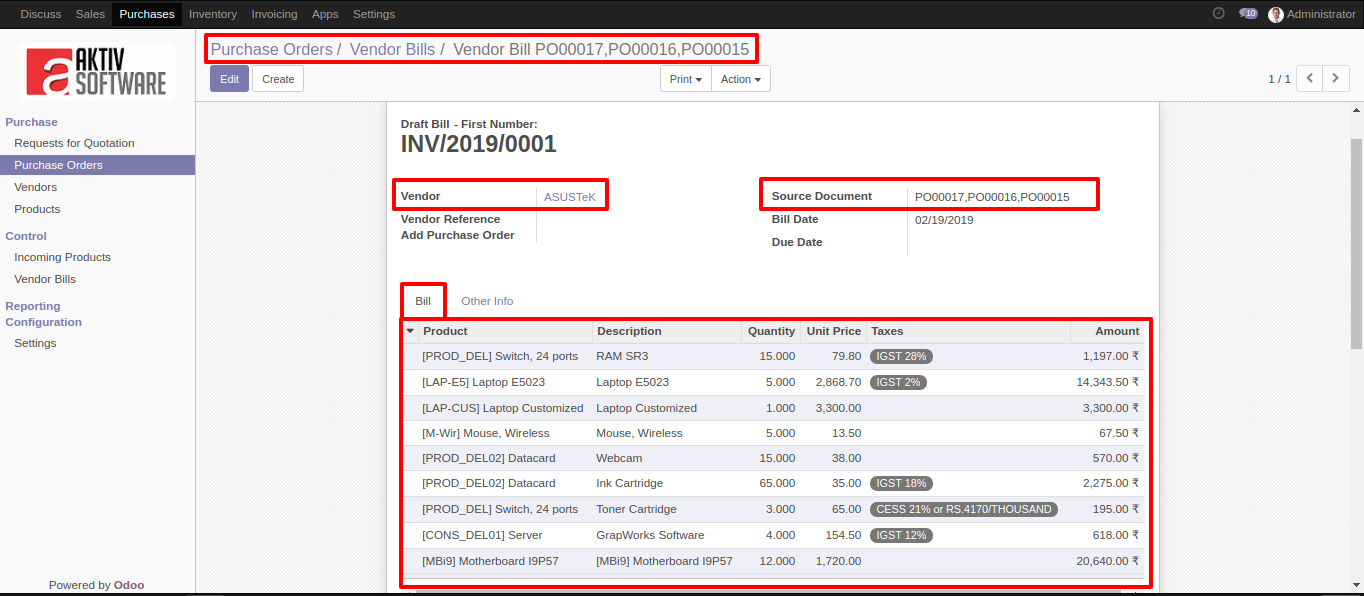 Discuss Sales Purchases Inventory Invoicing Apps Settings 10 Administrator
AKTIV
SOFTWARE
Purchase Orders / Vendor Bills / Vendor Bill PO00017,PO00016,PO00015
Edit Create Print Action 1 / 1
Purchase
Requests for Quotation
Purchase Orders
Vendors
Products
Control
Incoming Products
Vendor Bills
Reporting
Configuration
Settings
Powered by Odoo
Draft Bill - First Number:
INV/2019/0001
Vendor ASUSTeK
Vendor Reference
Add Purchase Order
Source Document PO00017,PO00016,PO00015
Bill Date 02/19/2019
Due Date
Bill Other Info
Product Description Quantity Unit Price Taxes Amount
[PROD_DEL] Switch, 24 ports RAM SR3 15.000 79.80 IGST 28% 1,197.00 ₹
[LAP-E5] Laptop E5023 Laptop E5023 5.000 2,868.70 IGST 2% 14,343.50 ₹
[LAP-CUS] Laptop Customized Laptop Customized 1.000 3,300.00 3,300.00 ₹
[M-Wir] Mouse, Wireless Mouse, Wireless 5.000 13.50 67.50 ₹
[PROD_DEL02] Datacard Webcam 15.000 38.00 570.00 ₹
[PROD_DEL02] Datacard Ink Cartridge 65.000 35.00 IGST 18% 2,275.00 ₹
[PROD_DEL] Switch, 24 ports Toner Cartridge 3.000 65.00 CESS 21% or RS.4170/THOUSAND 195.00 ₹
[CONS_DEL01] Server GrapWorks Software 4.000 154.50 IGST 12% 618.00 ₹
[MBi9] Motherboard I9P57 [MBi9] Motherboard I9P57 12.000 1,720.00 20,640.00 ₹